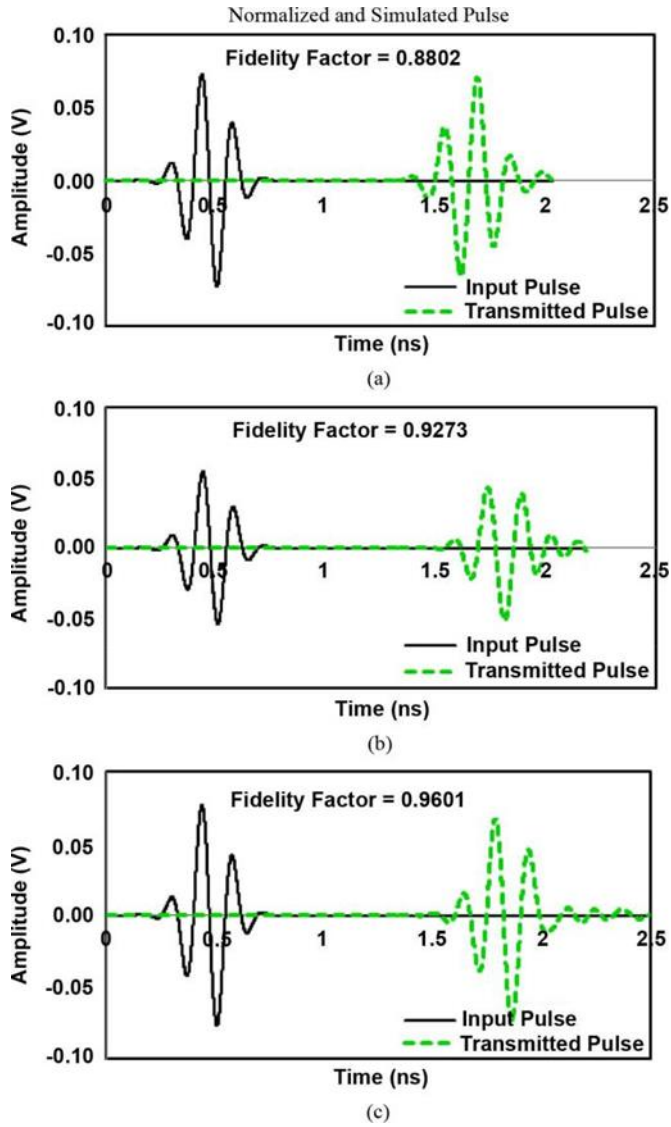 Normalized and Simulated Pulse
0.10
Fidelity Factor = 0.8802
0.05
0.00
0 0.5 1 1.5 2 2.5
-0.05
Input Pulse
Transmitted Pulse
-0.10
Amplitude (V)
Time (ns)
(a)
0.10
Fidelity Factor = 0.9273
0.05
0.00
0 0.5 1 1.5 2 2.5
-0.05
Input Pulse
Transmitted Pulse
-0.10
Amplitude (V)
Time (ns)
(b)
0.10
Fidelity Factor = 0.9601
0.05
0.00
0 0.5 1 1.5 2 2.5
-0.05
Input Pulse
Transmitted Pulse
-0.10
Amplitude (V)
Time (ns)
(c)